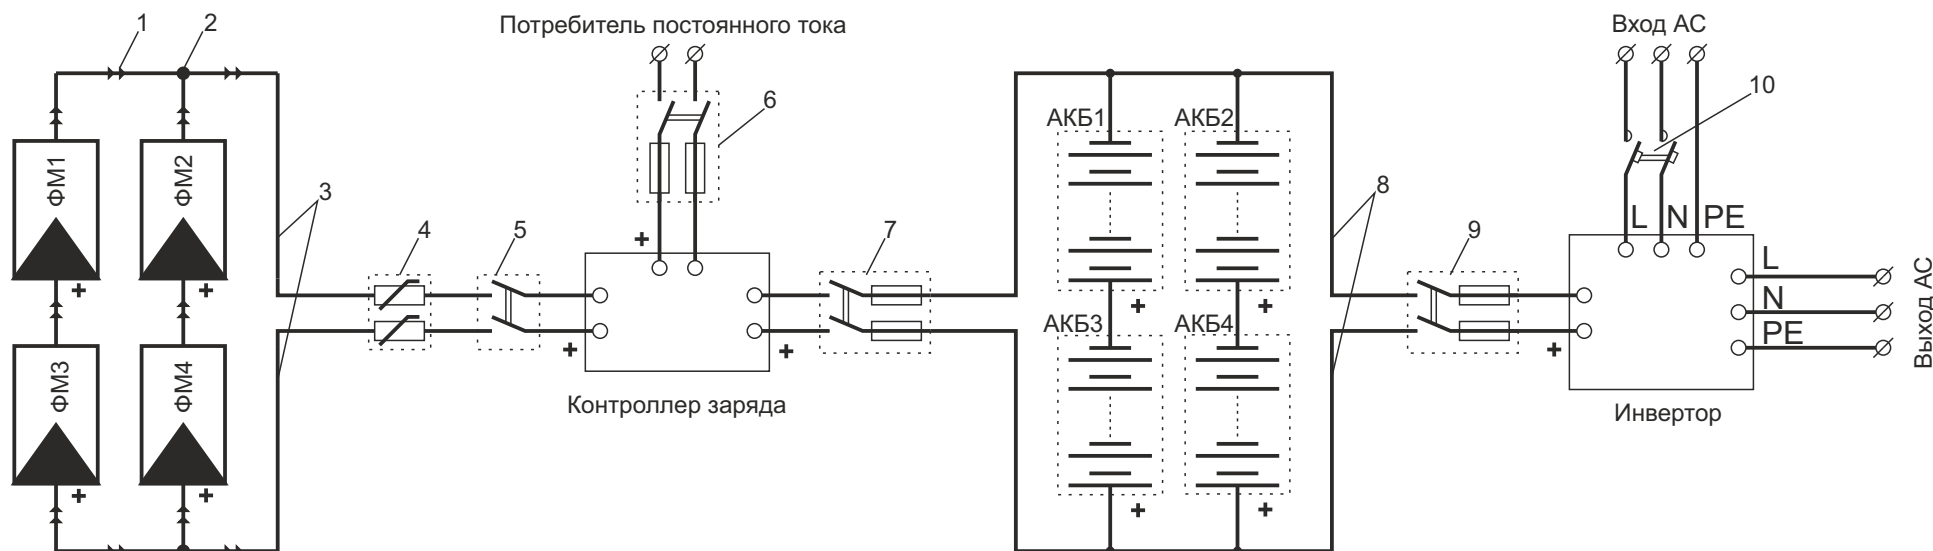 Потребитель постоянного тока
Вход АС
1
2
3
4
5
6
7
8
9
10
ФМ1
ФМ2
ФМ3
ФМ4
+
+
+
+
+
+
+
+
АКБ1
АКБ2
АКБ3
АКБ4
+
+
+
+
L N PE
L
N
PE
Выход АС
Контроллер заряда
Инвертор